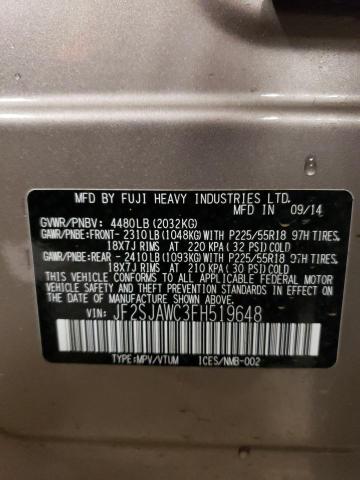 MFD BY FUJI HEAVY INDUSTRIES LTD.
MFD IN 09/14
GVWR/PNBV: 4480LB(2032KG)
GAWR/PNBE:FRONT-2310LB(1048KG)WITH P225/55R18 97H TIRES,
18X7J RIMS AT 220 KPA(32 PSI)COLD
GAWR/PNBE:REAR -2410LB(1093KG)WITH P225/55R18 97H TIRES,
18X7J RIMS AT 210 KPA(30 PSI)COLD
THIS VEHICLE CONFORMS TO ALL APPLICABLE
FEDERAL MOTOR VEHICLE SAFETY, BUMPER, AND
THEFT PREVENTION STANDARDS IN EFFECT ON THE
DATE OF MANUFACTURE SHOWN ABOVE.
VIN: JF2SJAWC3FH519648
TYPE:MPV/VTUM ICES/NMB-002